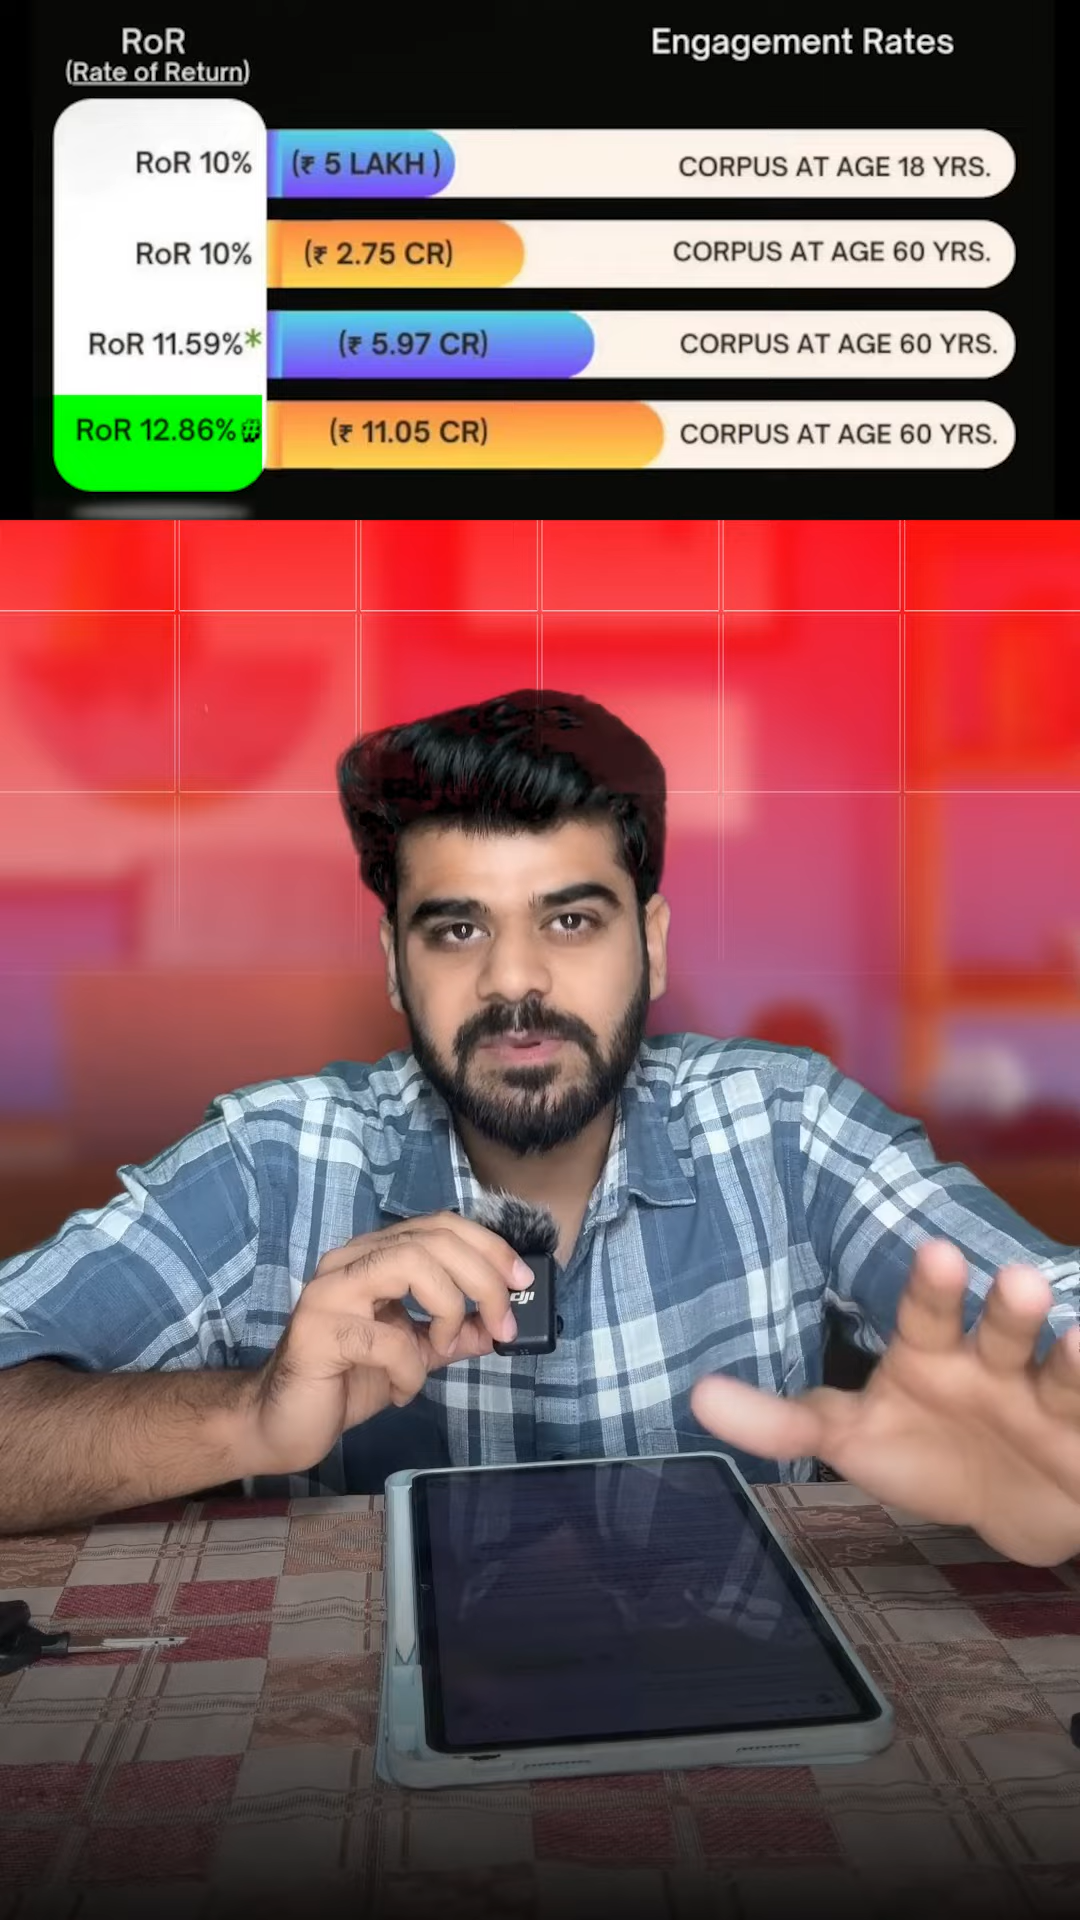 RoR
(Rate of Return)
Engagement Rates
RoR 10%
(₹ 5 LAKH )
CORPUS AT AGE 18 YRS.
RoR 10%
(₹ 2.75 CR)
CORPUS AT AGE 60 YRS.
RoR 11.59%*
(₹ 5.97 CR)
CORPUS AT AGE 60 YRS.
RoR 12.86%#
(₹ 11.05 CR)
CORPUS AT AGE 60 YRS.
dji